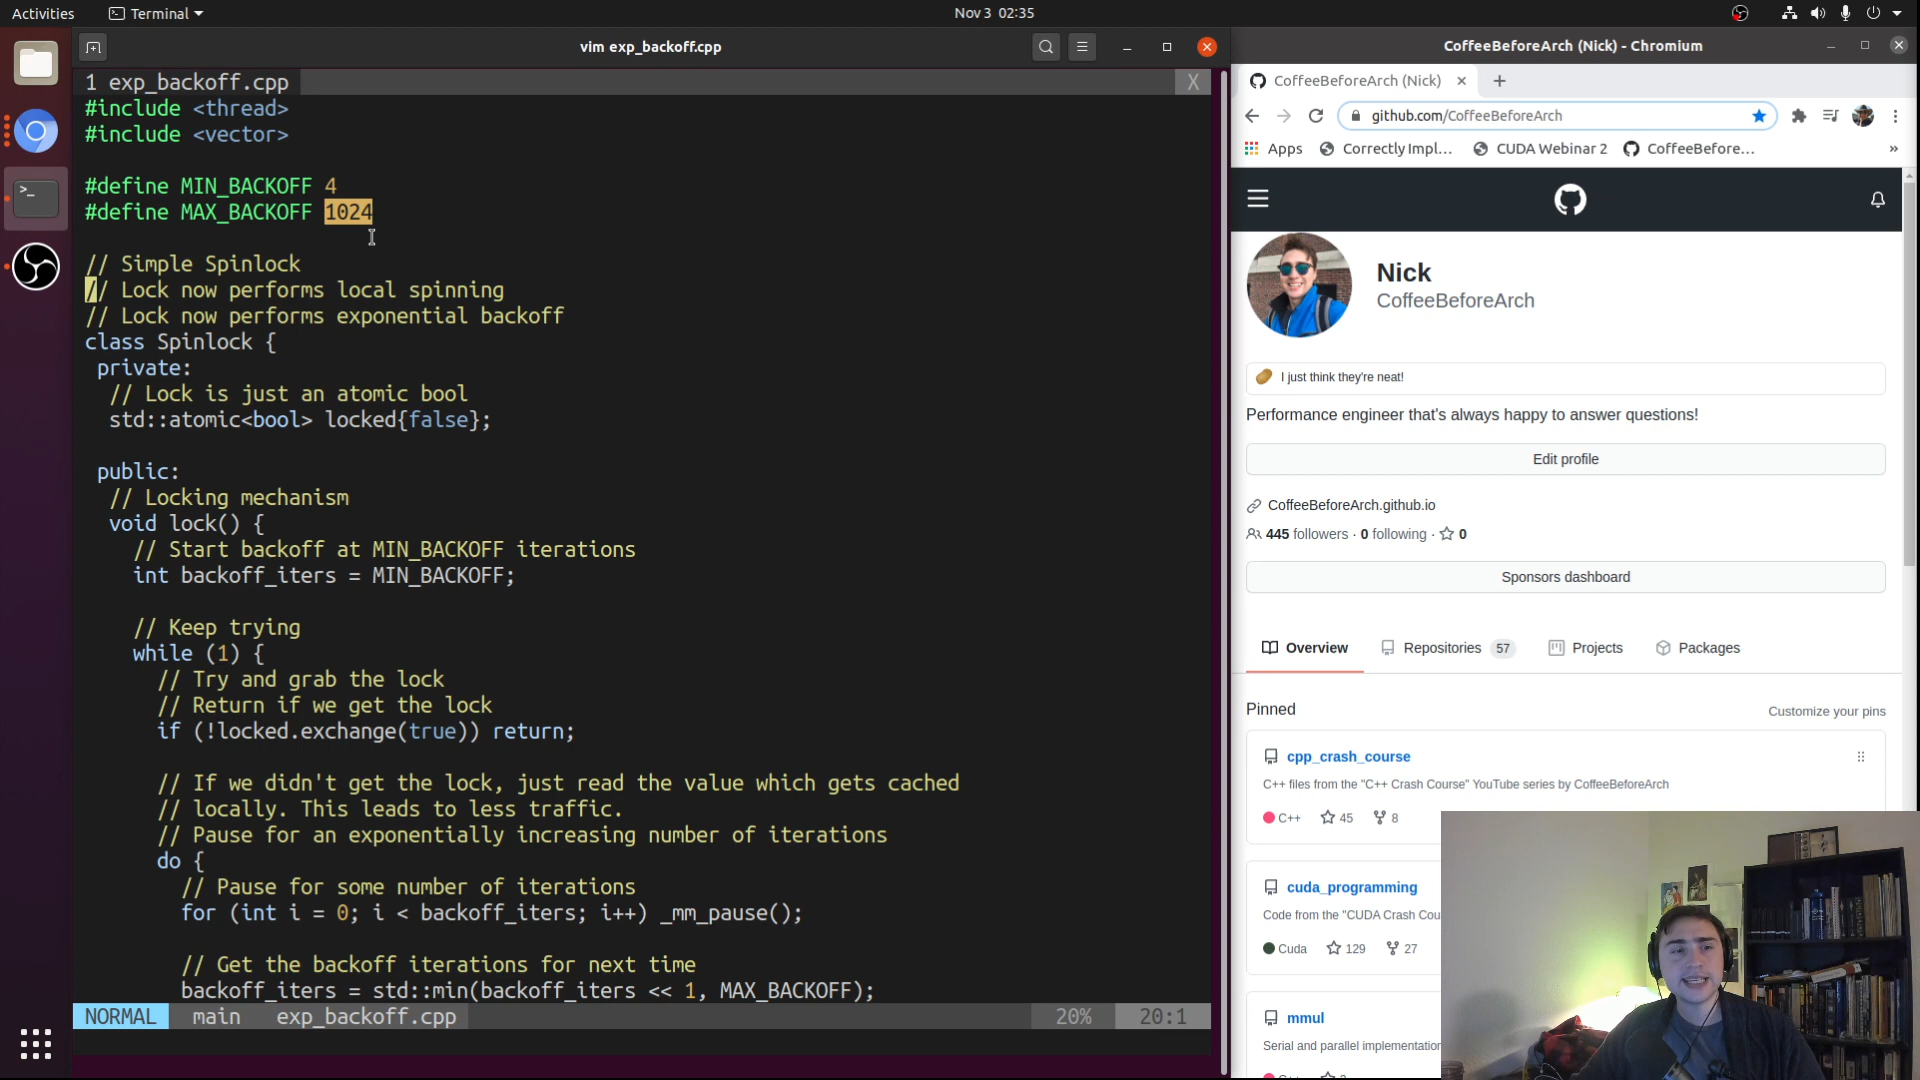 Activities
Terminal
Nov 3 02:35
vim exp_backoff.cpp
1 exp_backoff.cpp
X
#include <thread>
#include <vector>
#define MIN_BACKOFF 4
#define MAX_BACKOFF 1024
// Simple Spinlock
// Lock now performs local spinning
// Lock now performs exponential backoff
class Spinlock {
private:
// Lock is just an atomic bool
std::atomic<bool> locked{false};
public:
// Locking mechanism
void lock() {
// Start backoff at MIN_BACKOFF iterations
int backoff_iters = MIN_BACKOFF;
// Keep trying
while (1) {
// Try and grab the lock
// Return if we get the lock
if (!locked.exchange(true)) return;
// If we didn't get the lock, just read the value which gets cached
// locally. This leads to less traffic.
// Pause for an exponentially increasing number of iterations
do {
// Pause for some number of iterations
for (int i = 0; i < backoff_iters; i++) _mm_pause();
// Get the backoff iterations for next time
backoff_iters = std::min(backoff_iters << 1, MAX_BACKOFF);
NORMAL main exp_backoff.cpp 20% 20:1
CoffeeBeforeArch (Nick) - Chromium
CoffeeBeforeArch (Nick)
github.com/CoffeeBeforeArch
Apps Correctly Impl... CUDA Webinar 2 CoffeeBefore... »
Nick
CoffeeBeforeArch
I just think they're neat!
Performance engineer that's always happy to answer questions!
Edit profile
CoffeeBeforeArch.github.io
445 followers · 0 following · 0
Sponsors dashboard
Overview Repositories 57 Projects Packages
Pinned
Customize your pins
cpp_crash_course
C++ files from the "C++ Crash Course" YouTube series by CoffeeBeforeArch
C++ 45 8
cuda_programming
Code from the "CUDA Crash Cou
Cuda 129 27
mmul
Serial and parallel implementation